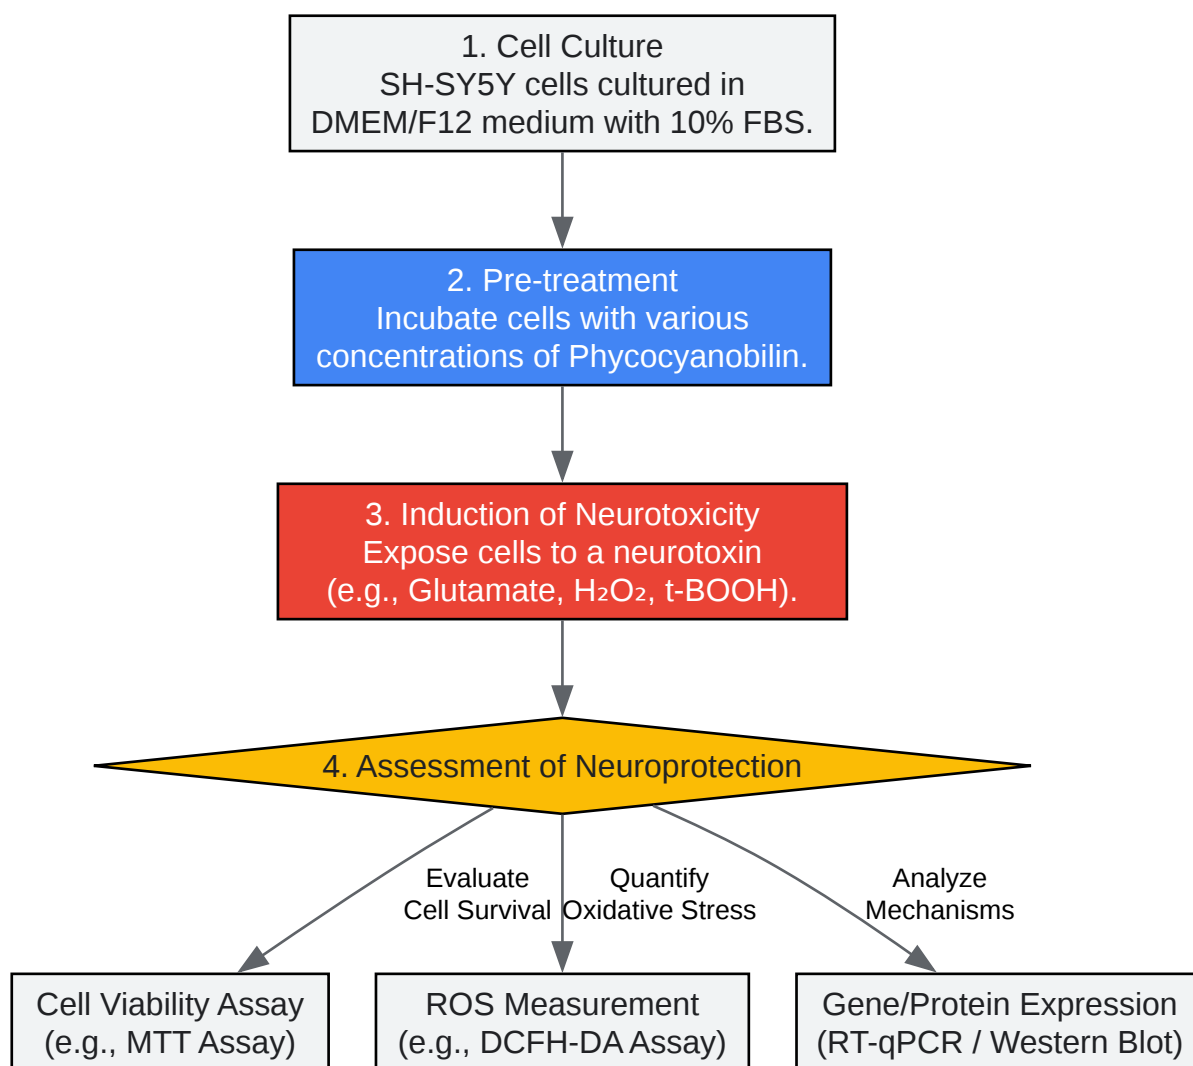 1. Cell Culture
SH-SY5Y cells cultured in
DMEM/F12 medium with 10% FBS.
2. Pre-treatment
Incubate cells with various
concentrations of Phycocyanobilin.
3. Induction of Neurotoxicity
Expose cells to a neurotoxin
(e.g., Glutamate, H₂O₂, t-BOOH).
4. Assessment of Neuroprotection
Evaluate
Cell Survival
Quantify
Oxidative Stress
Analyze
Mechanisms
Cell Viability Assay
(e.g., MTT Assay)
ROS Measurement
(e.g., DCFH-DA Assay)
Gene/Protein Expression
(RT-qPCR / Western Blot)